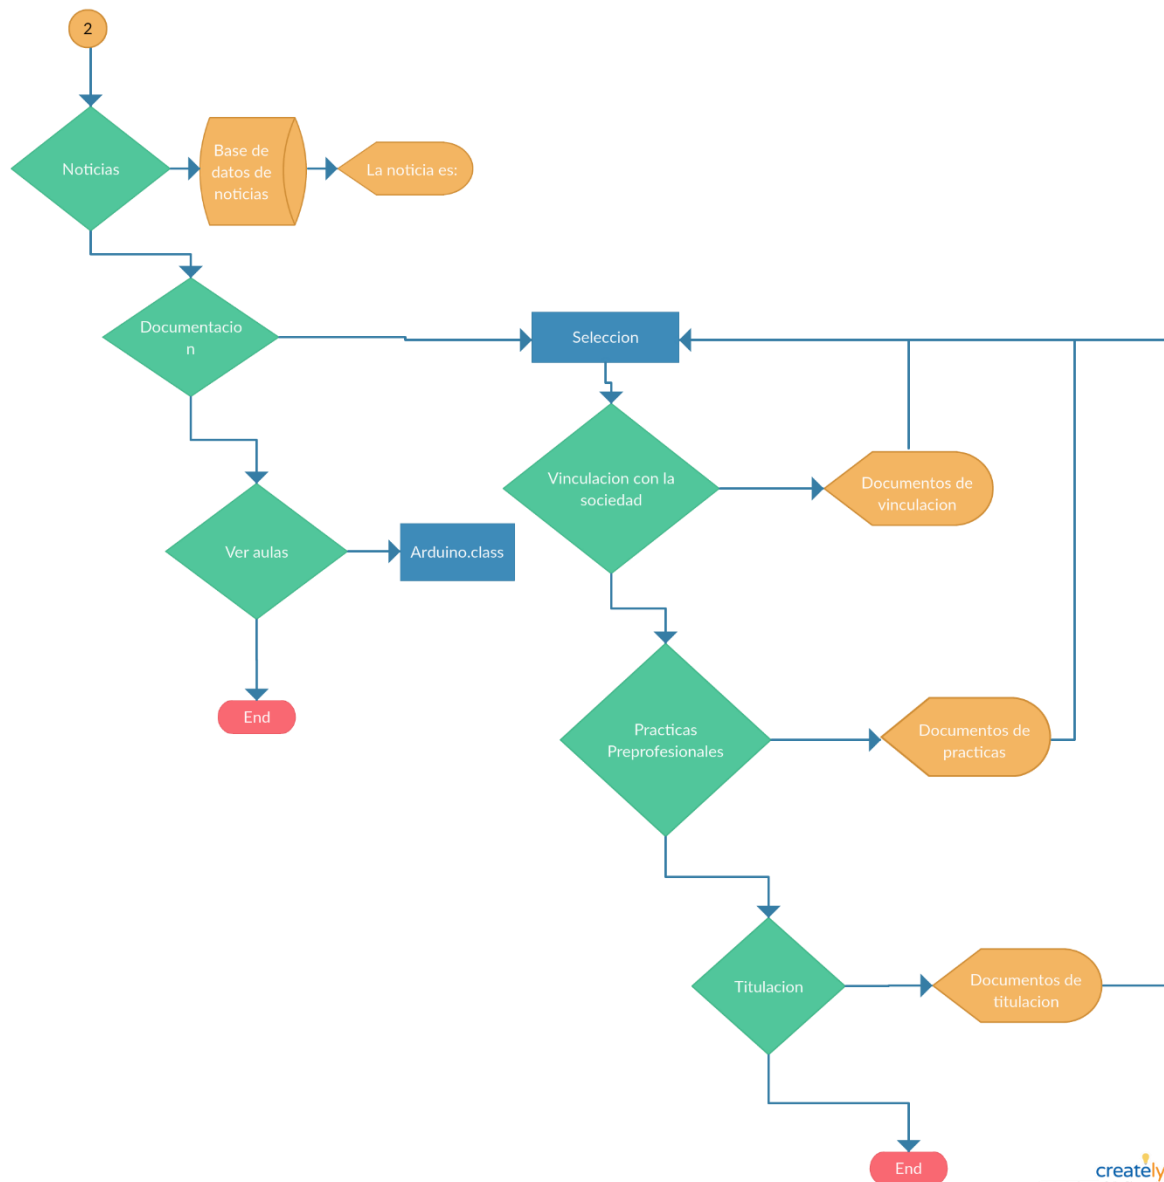 2
Noticias
Base de
datos de
noticias
La noticia es:
Documentacio
n
Seleccion
Vinculacion con la
sociedad
Documentos de
vinculacion
Ver aulas
Arduino.class
End
Practicas
Preprofesionales
Documentos de
practicas
Titulacion
Documentos de
titulacion
End
creately